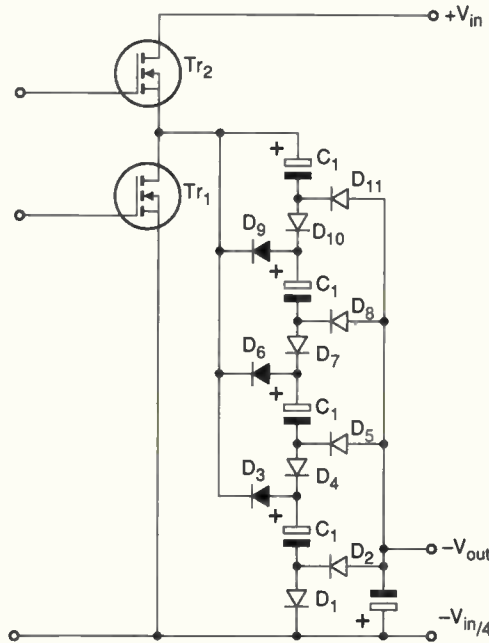 +Vin
Tr2
+ C1
Tr1
D11
D9
D10
+ C1
D8
D6
D7
+ C1
D5
D3
D4
+ C1
D2
−Vout
D1
+
−Vin/4